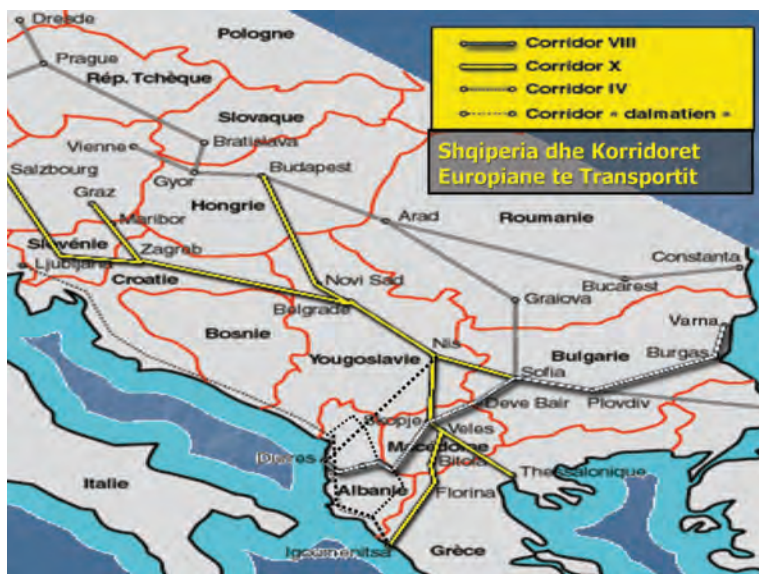 Dresde
Pologne
Prague
Rép. Tchèque
Slovaque
Vienne
Bratislava
Salzbourg
Gyor
Budapest
Graz
Hongrie
Arad
Roumanie
Maribor
Slovénie
Zagreb
Ljubljana
Croatie
Constanta
Novi Sad
Bucarest
Belgrade
Graiova
Varna
Bosnie
Nis
Bulgarie
Burgas
Yougoslavie
Sofia
Deve Bair
Plovdiv
Skopje
Veles
Macédoine
Durres
Bitola
Thessalonique
Italie
Albanie
Florina
Igoumenitsa
Grèce
Corridor VIII
Corridor X
Corridor IV
Corridor « dalmatien »
Shqiperia dhe Korridoret
Europiane te Transportit